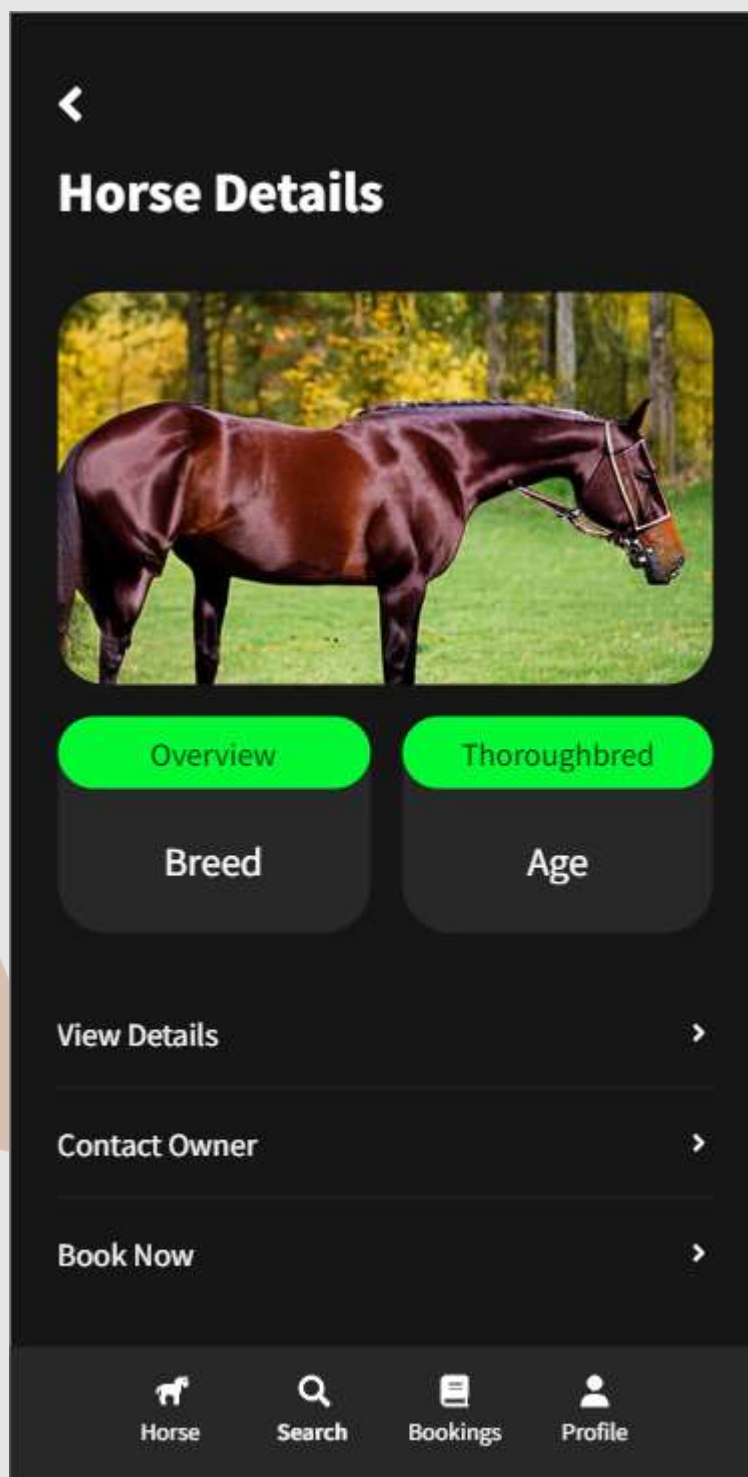 Horse Details
Overview
Thoroughbred
Breed
Age
View Details
Contact Owner
Book Now
Horse
Search
Bookings
Profile